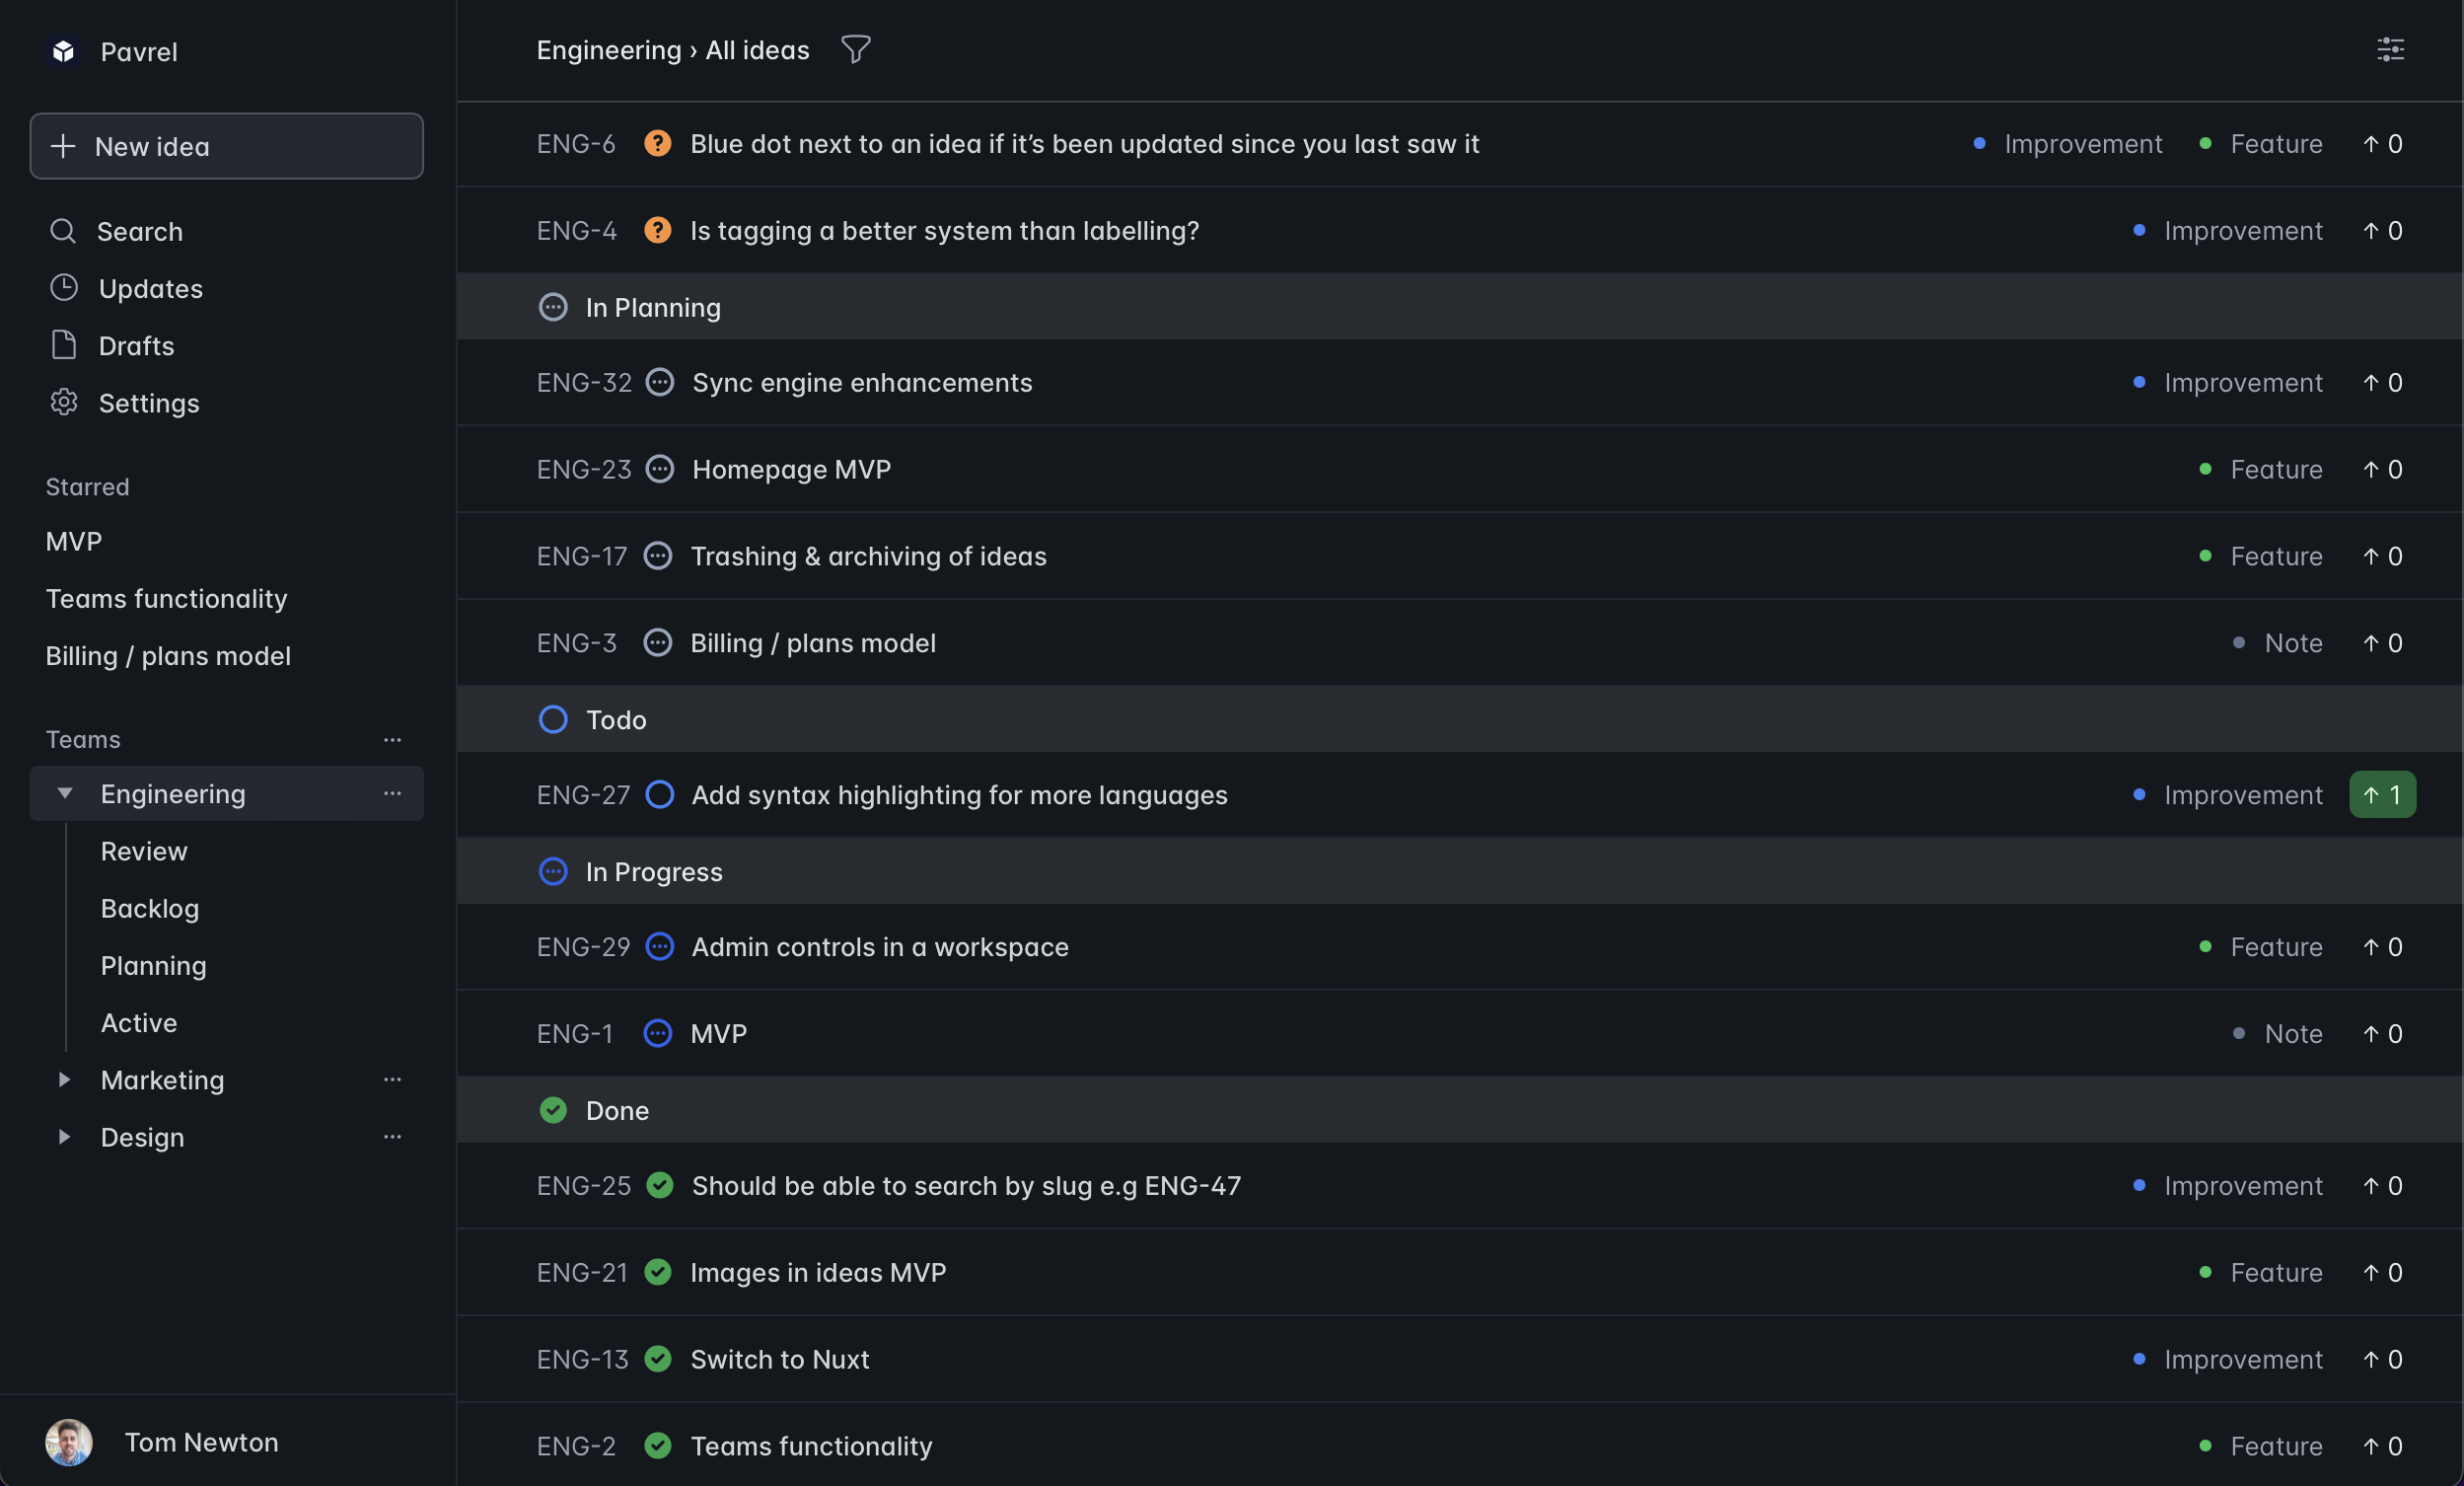 Pavrel
New idea
Search
Updates
Drafts
Settings
Starred
MVP
Teams functionality
Billing / plans model
Teams
Engineering
Review
Backlog
Planning
Active
Marketing
Design
Tom Newton
Engineering › All ideas
ENG-6 Blue dot next to an idea if it’s been updated since you last saw it Improvement Feature ↑ 0
ENG-4 Is tagging a better system than labelling? Improvement ↑ 0
In Planning
ENG-32 Sync engine enhancements Improvement ↑ 0
ENG-23 Homepage MVP Feature ↑ 0
ENG-17 Trashing & archiving of ideas Feature ↑ 0
ENG-3 Billing / plans model Note ↑ 0
Todo
ENG-27 Add syntax highlighting for more languages Improvement ↑ 1
In Progress
ENG-29 Admin controls in a workspace Feature ↑ 0
ENG-1 MVP Note ↑ 0
Done
ENG-25 Should be able to search by slug e.g ENG-47 Improvement ↑ 0
ENG-21 Images in ideas MVP Feature ↑ 0
ENG-13 Switch to Nuxt Improvement ↑ 0
ENG-2 Teams functionality Feature ↑ 0